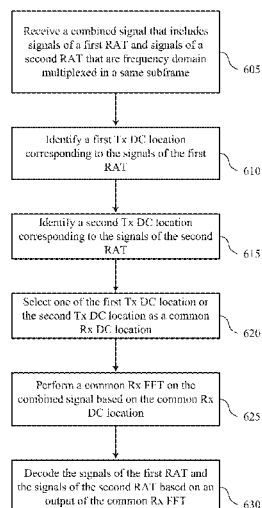 Receive a combined signal that includes
signals of a first RAT and signals of a
second RAT that are frequency domain
multiplexed in a same subframe
605
Identify a first Tx DC location
corresponding to the signals of the first
RAT
610
Identify a second Tx DC location
corresponding to the signals of the second
RAT
615
Select one of the first Tx DC location or
the second Tx DC location as a common
Rx DC location
620
Perform a common Rx FFT on the
combined signal based on the common Rx
DC location
625
Decode the signals of the first RAT and
the signals of the second RAT based on an
output of the common Rx FFT
630